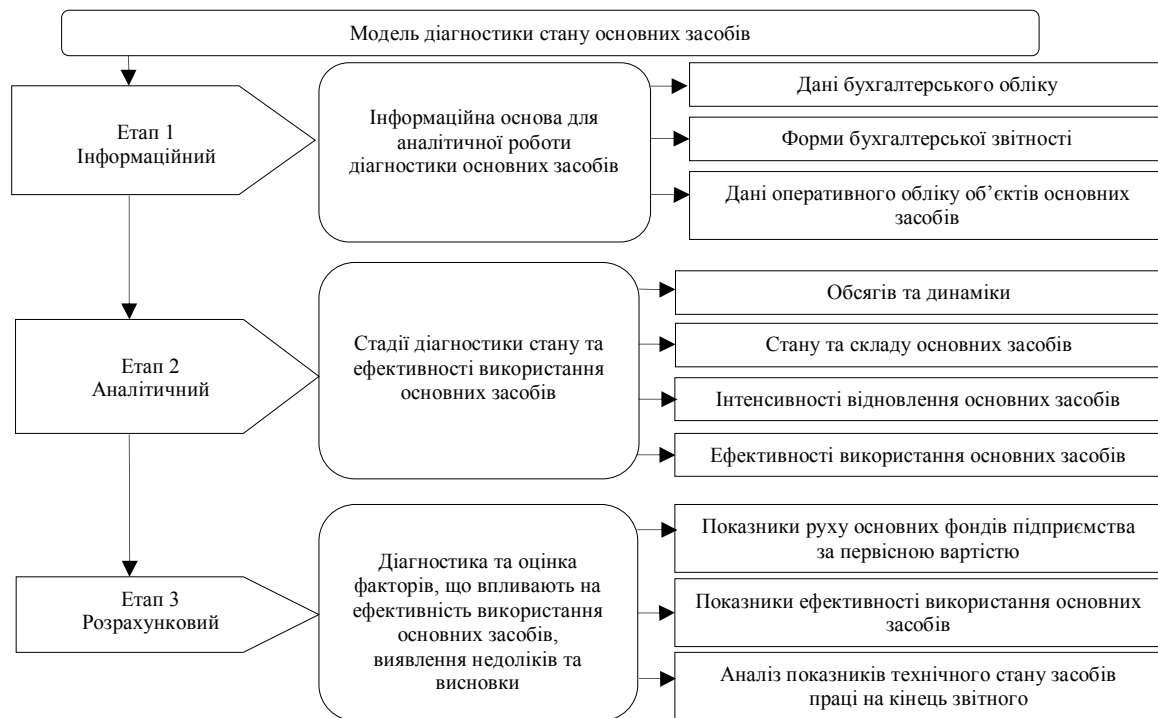 Модель діагностики стану основних засобів
Етап 1
Інформаційний
Інформаційна основа для
аналітичної роботи
діагностики основних засобів
Дані бухгалтерського обліку
Форми бухгалтерської звітності
Дані оперативного обліку об’єктів основних
засобів
Етап 2
Аналітичний
Стадії діагностики стану та
ефективності використання
основних засобів
Обсягів та динаміки
Стану та складу основних засобів
Інтенсивності відновлення основних засобів
Ефективності використання основних засобів
Етап 3
Розрахунковий
Діагностика та оцінка
факторів, що впливають на
ефективність використання
основних засобів,
виявлення недоліків та
висновки
Показники руху основних фондів підприємства
за первісною вартістю
Показники ефективності використання основних
засобів
Аналіз показників технічного стану засобів
праці на кінець звітного